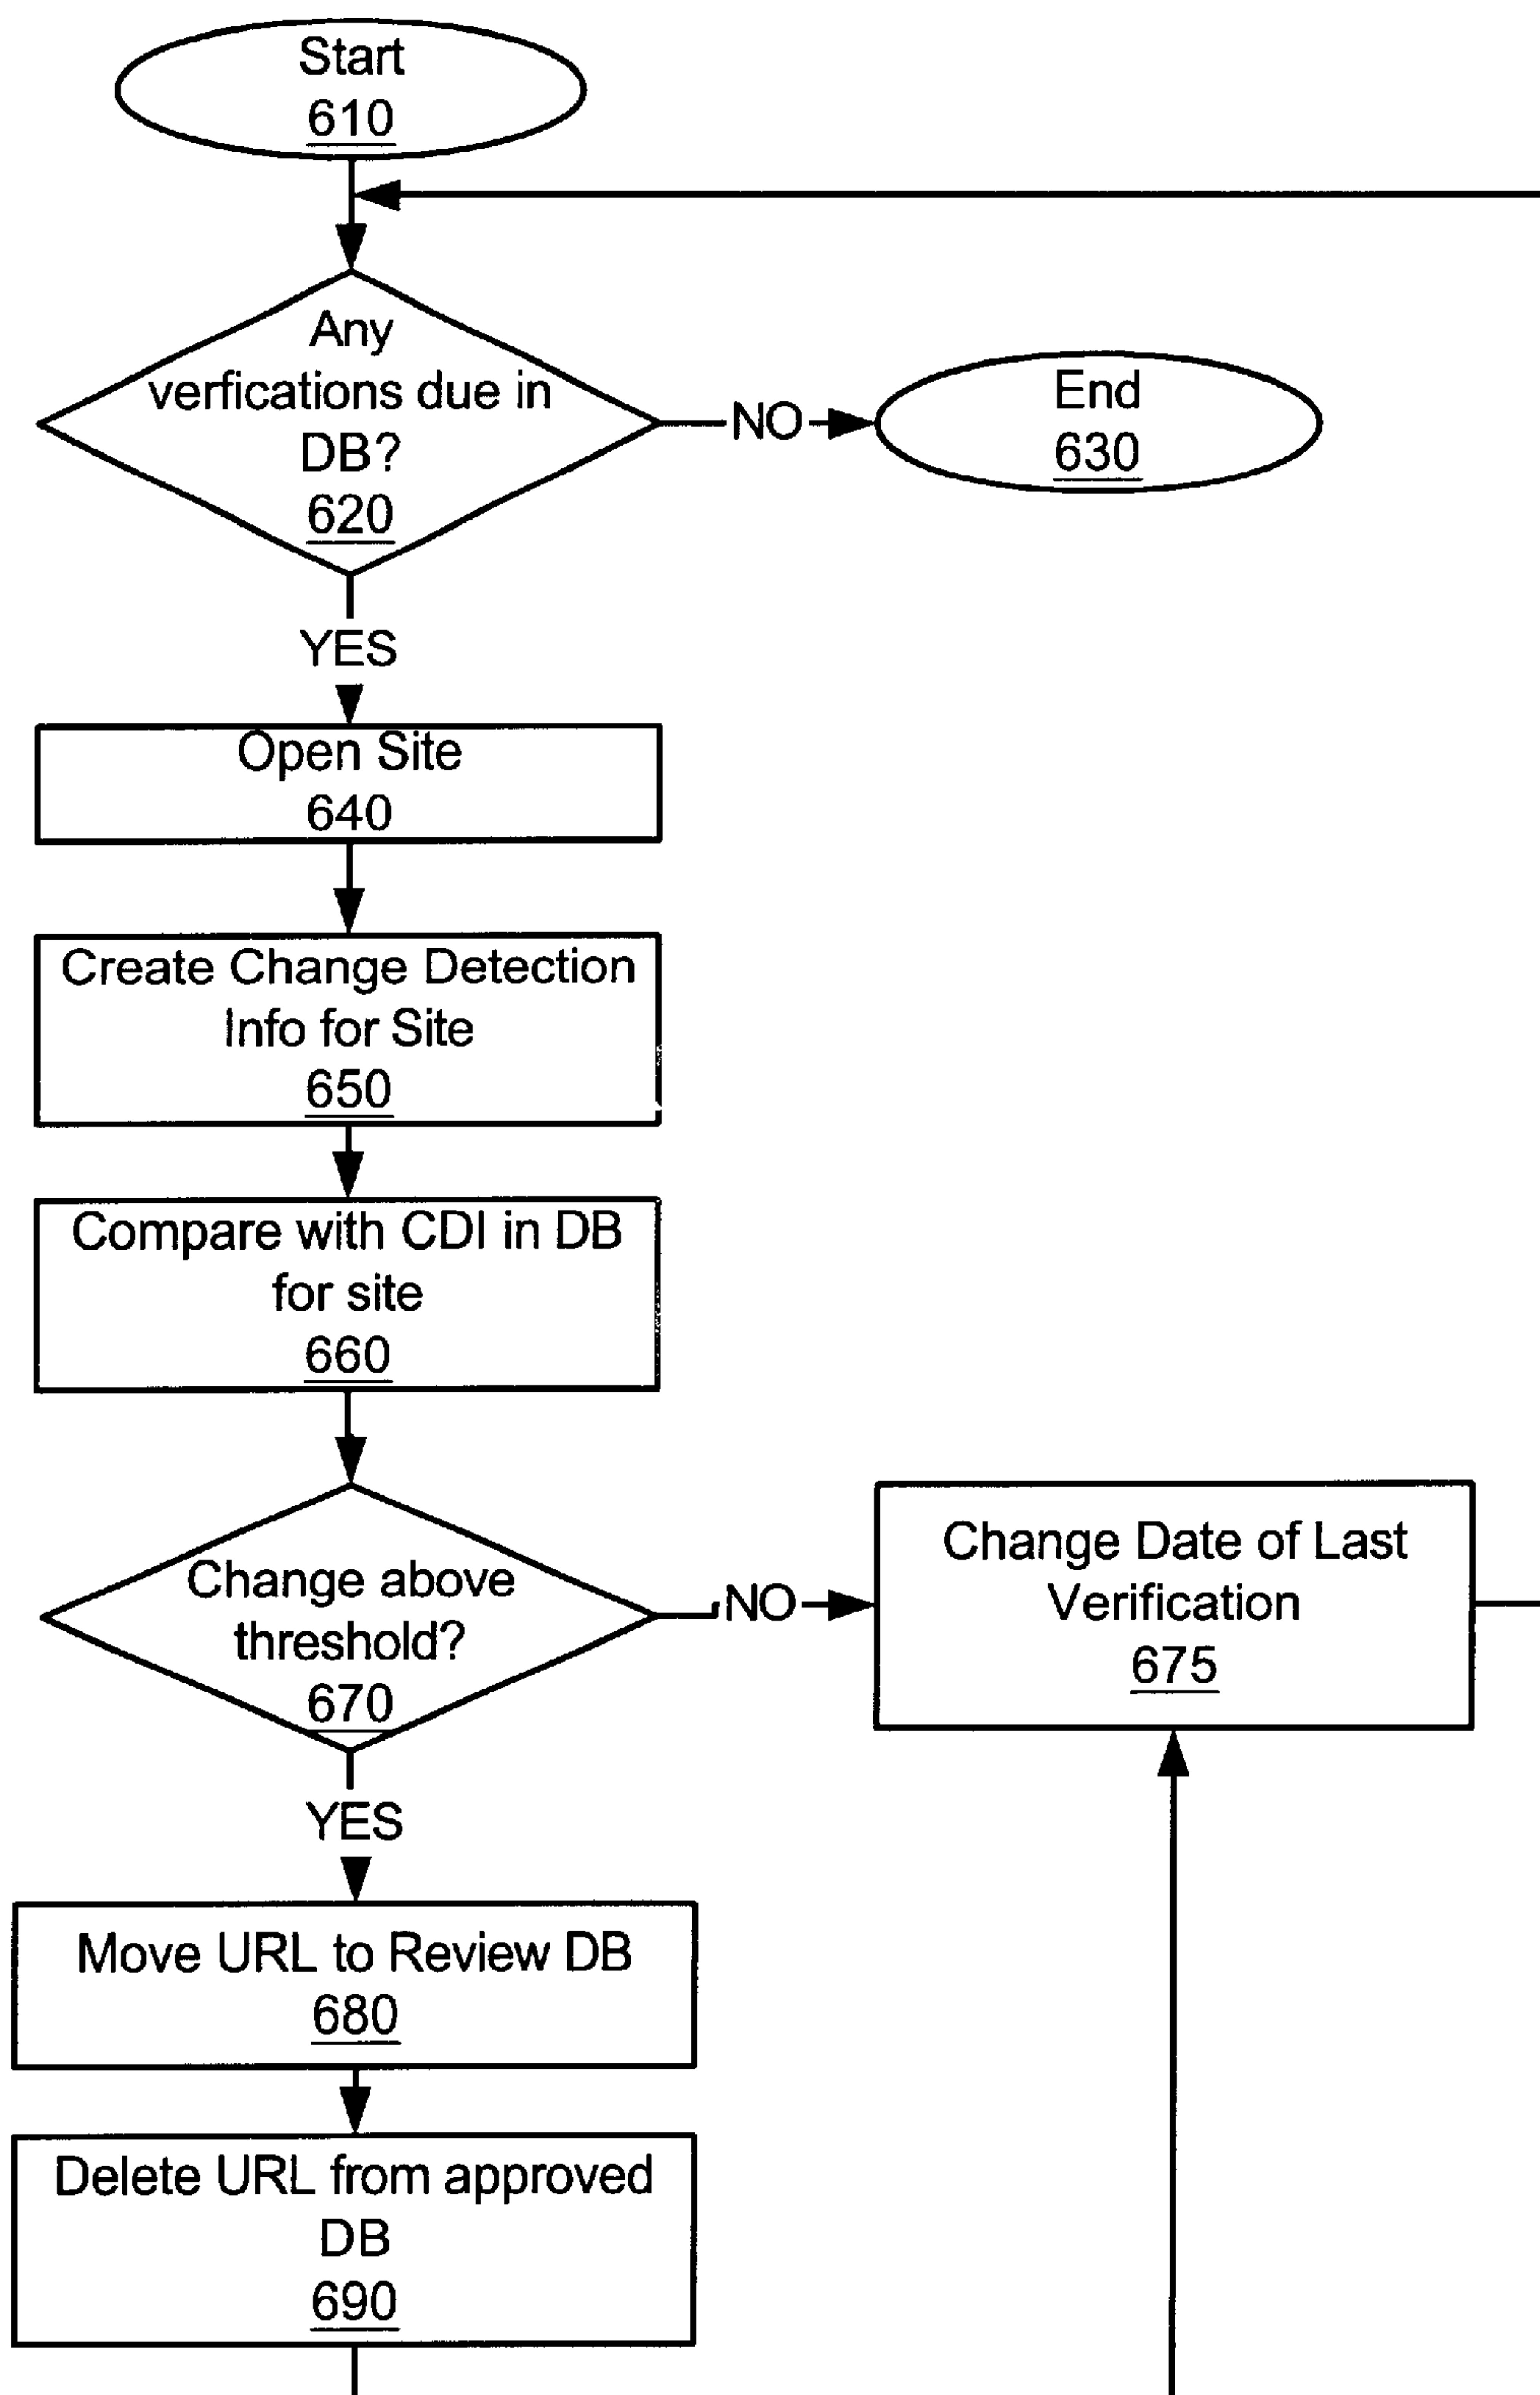 Start
610
Any
verfications due in
DB?
620
NO
End
630
YES
Open Site
640
Create Change Detection
Info for Site
650
Compare with CDI in DB
for site
660
Change above
threshold?
670
NO
Change Date of Last
Verification
675
YES
Move URL to Review DB
680
Delete URL from approved
DB
690